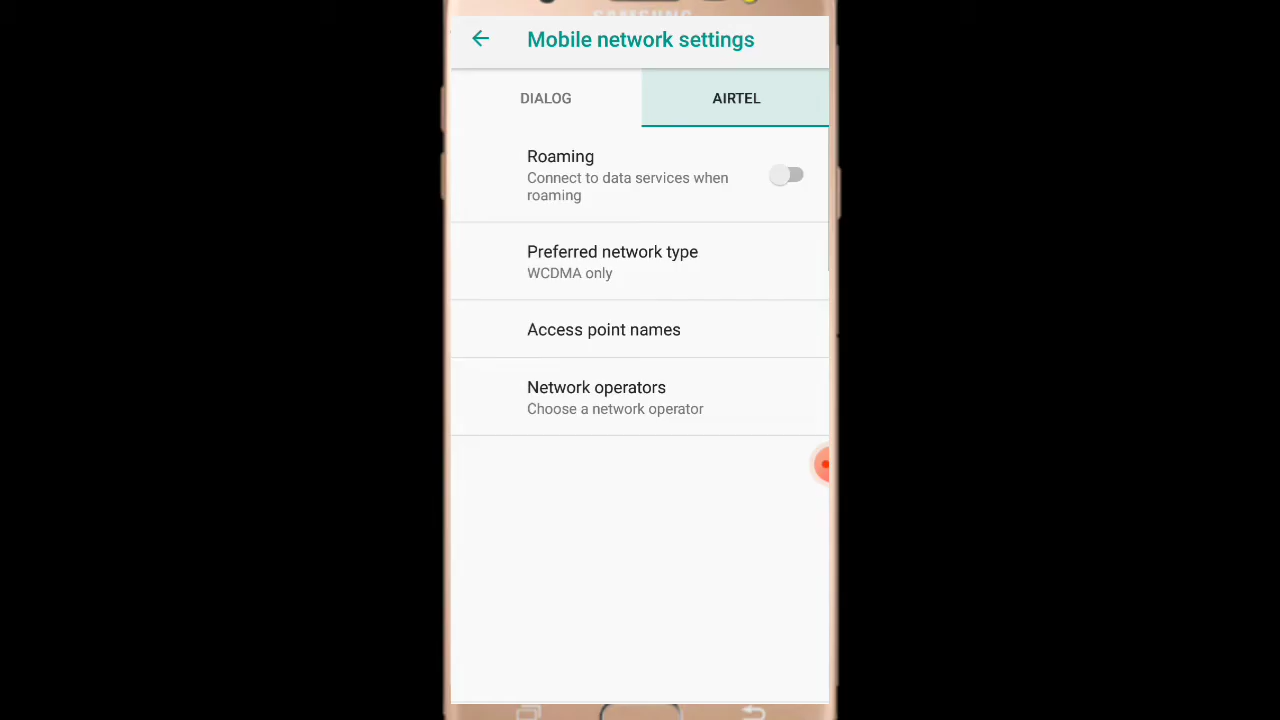 SAMSUNG
Mobile network settings
DIALOG
AIRTEL
Roaming
Connect to data services when
roaming
Preferred network type
WCDMA only
Access point names
Network operators
Choose a network operator